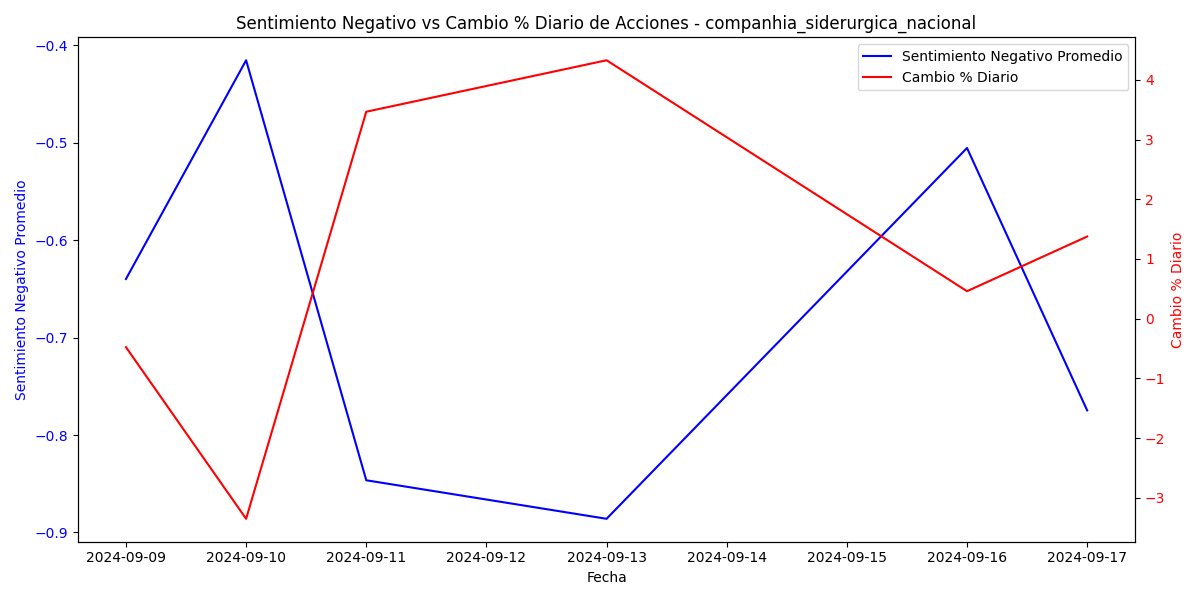 Sentimiento Negativo vs Cambio % Diario de Acciones - companhia_siderurgica_nacional
Sentimiento Negativo Promedio
Cambio % Diario
Sentimiento Negativo Promedio
−0.4
−0.5
−0.6
−0.7
−0.8
−0.9
4
3
2
1
0
−1
−2
−3
Cambio % Diario
2024-09-09 2024-09-10 2024-09-11 2024-09-12 2024-09-13 2024-09-14 2024-09-15 2024-09-16 2024-09-17
Fecha